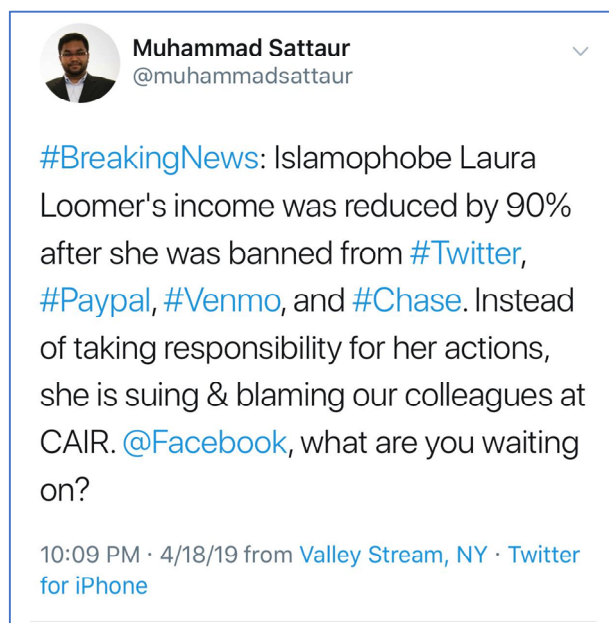 Muhammad Sattaur
@muhammadsattaur
#BreakingNews: Islamophobe Laura
Loomer's income was reduced by 90%
after she was banned from #Twitter,
#Paypal, #Venmo, and #Chase. Instead
of taking responsibility for her actions,
she is suing & blaming our colleagues at
CAIR. @Facebook, what are you waiting
on?
10:09 PM · 4/18/19 from Valley Stream, NY · Twitter
for iPhone